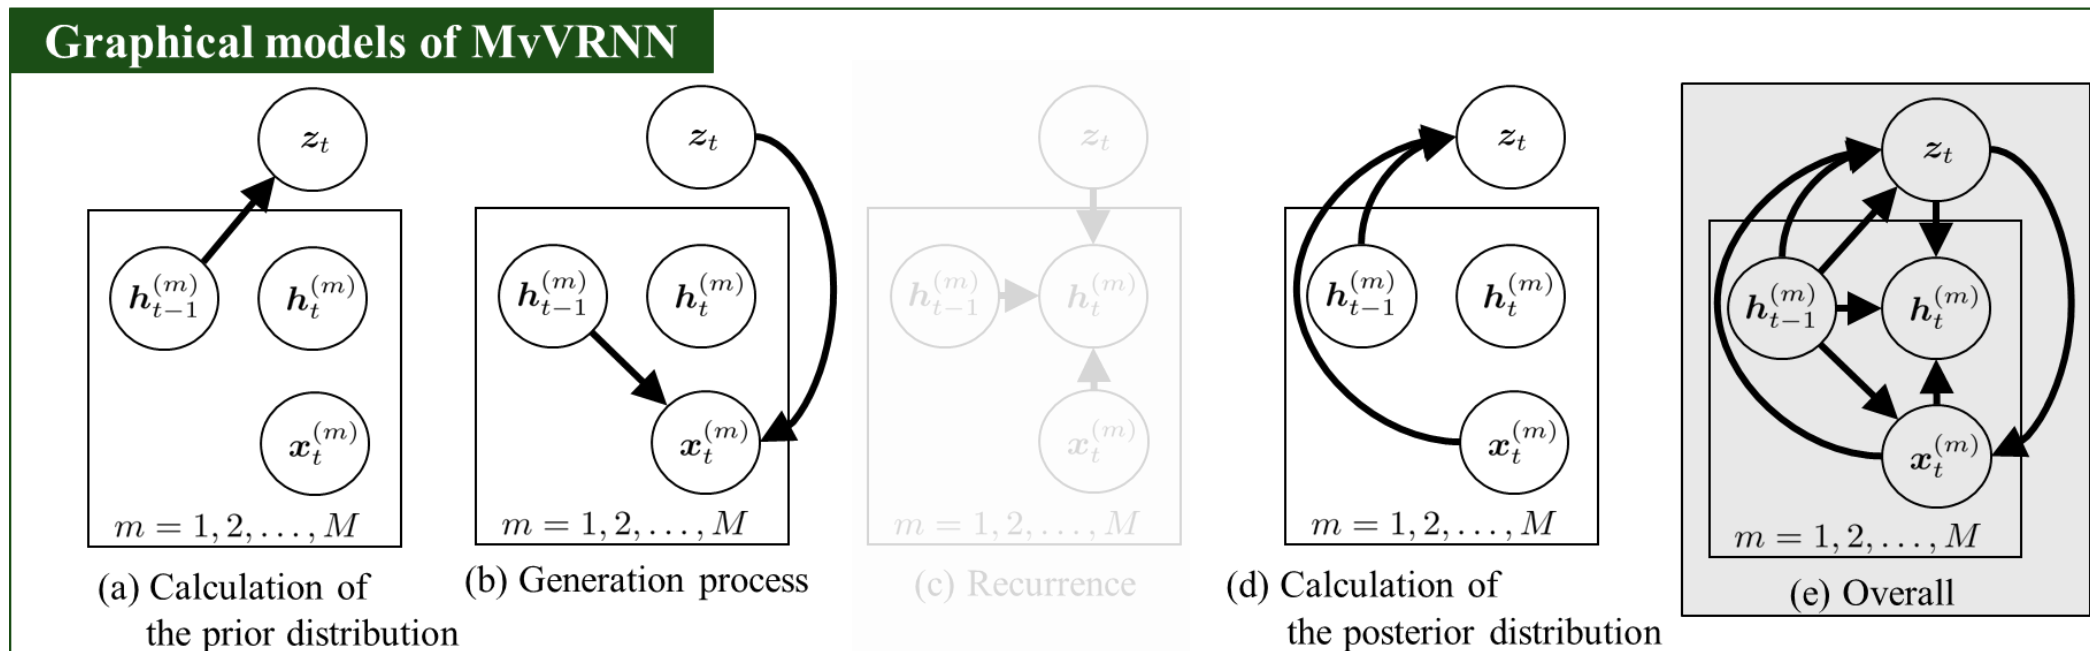 Graphical models of MvVRNN
z_t
h_{t-1}^{(m)}
h_t^{(m)}
x_t^{(m)}
m = 1, 2, . . . , M
(a) Calculation of
the prior distribution
z_t
h_{t-1}^{(m)}
h_t^{(m)}
x_t^{(m)}
m = 1, 2, . . . , M
(b) Generation process
z_t
h_{t-1}^{(m)}
h_t^{(m)}
x_t^{(m)}
m = 1, 2, . . . , M
(c) Recurrence
z_t
h_{t-1}^{(m)}
h_t^{(m)}
x_t^{(m)}
m = 1, 2, . . . , M
(d) Calculation of
the posterior distribution
z_t
h_{t-1}^{(m)}
h_t^{(m)}
x_t^{(m)}
m = 1, 2, . . . , M
(e) Overall